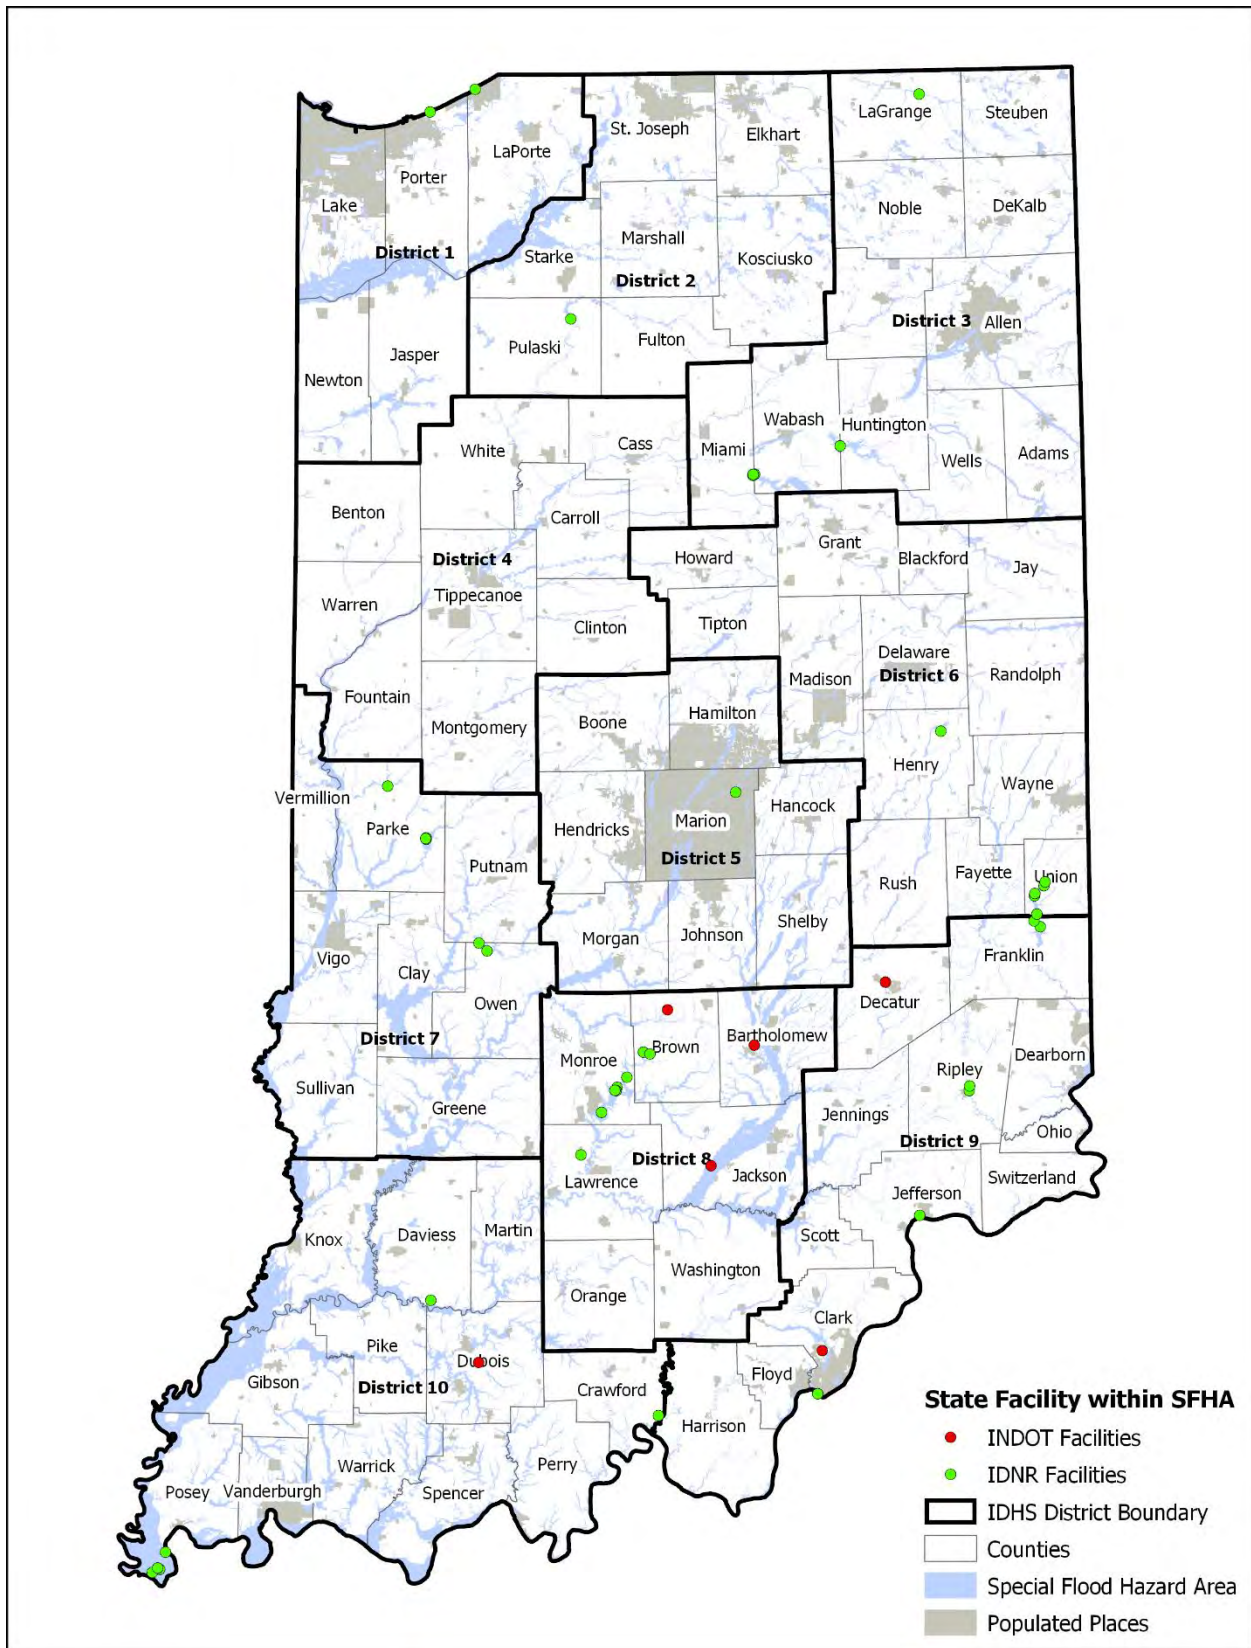 LaGrange
Steuben
St. Joseph
Elkhart
LaPorte
Porter
Lake
Noble
DeKalb
District 1
Starke
Marshall
District 2
Kosciusko
District 3
Allen
Pulaski
Fulton
Jasper
Newton
Wabash
Huntington
Miami
Wells
Adams
White
Cass
Benton
Carroll
District 4
Howard
Grant
Blackford
Jay
Warren
Tippecanoe
Clinton
Tipton
Delaware
District 6
Randolph
Madison
Fountain
Montgomery
Boone
Hamilton
Henry
Wayne
Vermillion
Parke
Hendricks
Marion
Hancock
District 5
Putnam
Rush
Fayette
Union
Shelby
Morgan
Johnson
Vigo
Clay
Franklin
Owen
Decatur
District 7
Monroe
Brown
Bartholomew
Dearborn
Ripley
Sullivan
Greene
Jennings
District 9
Ohio
District 8
Lawrence
Jackson
Switzerland
Jefferson
Knox
Daviess
Martin
Scott
Washington
Orange
Clark
Pike
Dubois
Gibson
District 10
Crawford
Floyd
Harrison
Warrick
Perry
Posey
Vanderburgh
Spencer
State Facility within SFHA
INDOT Facilities
IDNR Facilities
IDHS District Boundary
Counties
Special Flood Hazard Area
Populated Places